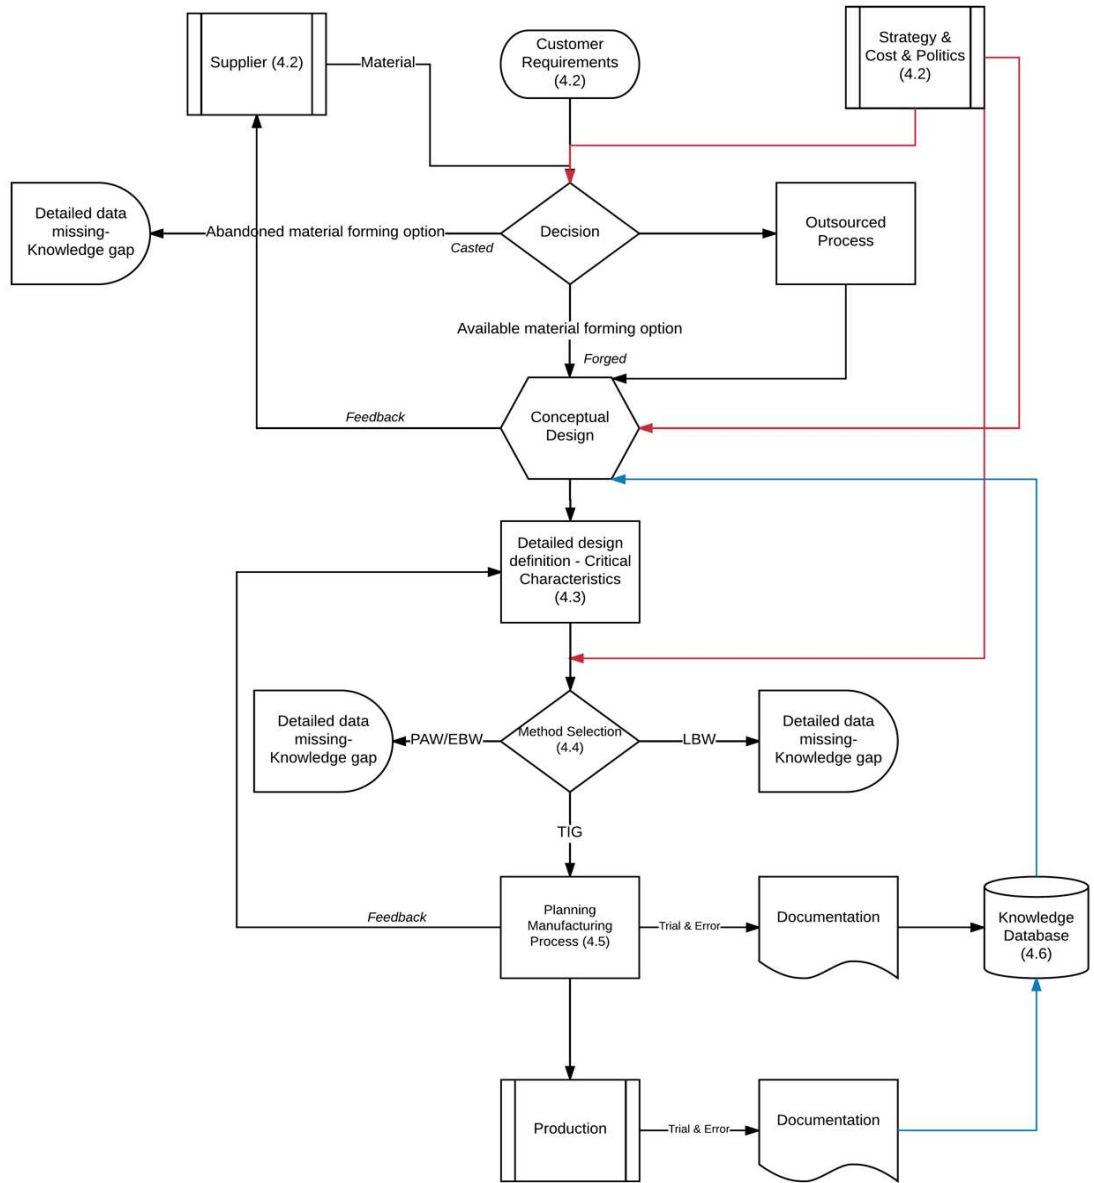 Supplier (4.2)
Material
Customer
Requirements
(4.2)
Strategy &
Cost & Politics
(4.2)
Detailed data
missing-
Knowledge gap
Abandoned material forming option
Casted
Decision
Outsourced
Process
Available material forming option
Forged
Feedback
Conceptual
Design
Detailed design
definition - Critical
Characteristics
(4.3)
Detailed data
missing-
Knowledge gap
PAW/EBW
Method Selection
(4.4)
LBW
Detailed data
missing-
Knowledge gap
TIG
Feedback
Planning
Manufacturing
Process (4.5)
Trial & Error
Documentation
Knowledge
Database
(4.6)
Production
Trial & Error
Documentation